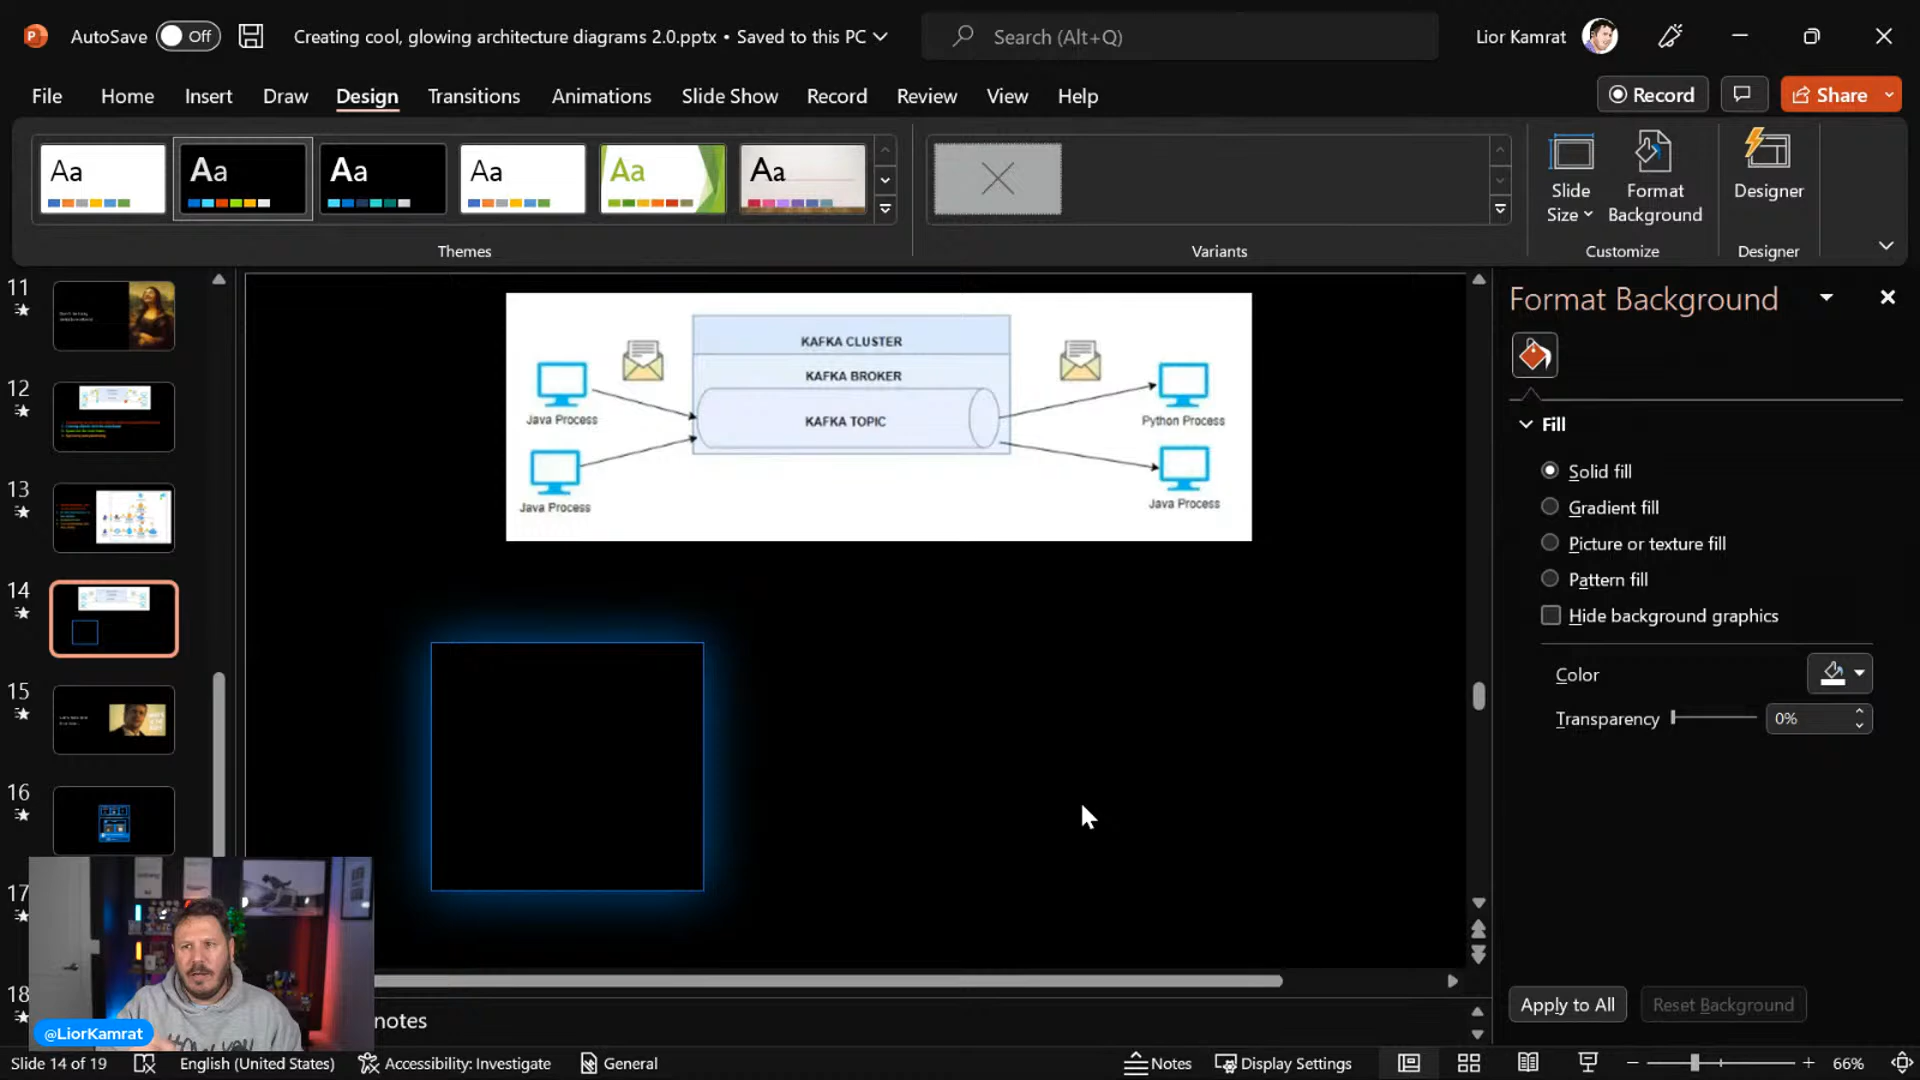 AutoSave Off Creating cool, glowing architecture diagrams 2.0.pptx • Saved to this PC Search (Alt+Q) Lior Kamrat
File Home Insert Draw Design Transitions Animations Slide Show Record Review View Help Record Share
Aa Aa Aa Aa Aa Aa
Slide Size
Format Background
Designer
Themes Variants Customize Designer
11
12
13
14
15
16
17
18
KAFKA CLUSTER
KAFKA BROKER
KAFKA TOPIC
Java Process
Java Process
Python Process
Java Process
Format Background
Fill
Solid fill
Gradient fill
Picture or texture fill
Pattern fill
Hide background graphics
Color
Transparency 0%
Apply to All Reset Background
notes
@LiorKamrat
Slide 14 of 19 English (United States) Accessibility: Investigate General Notes Display Settings 66%